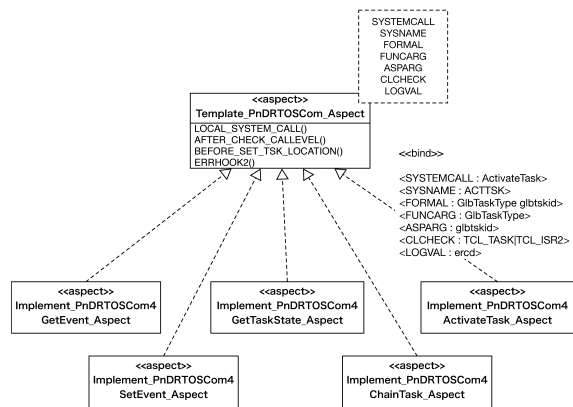 SYSTEMCALL
SYSNAME
FORMAL
FUNCARG
ASPARG
CLCHECK
LOGVAL
<<aspect>>
Template_PnDRTOSCom_Aspect
LOCAL_SYSTEM_CALL()
AFTER_CHECK_CALLEVEL()
BEFORE_SET_TSK_LOCATION()
ERRHOOK2()
<<bind>>
<SYSTEMCALL : ActivateTask>
<SYSNAME : ACTTSK>
<FORMAL : GlbTaskType glbtskid>
<FUNCARG : GlbTaskType>
<ASPARG : glbtskid>
<CLCHECK : TCL_TASK|TCL_ISR2>
<LOGVAL : ercd>
<<aspect>>
Implement_PnDRTOSCom4
GetEvent_Aspect
<<aspect>>
Implement_PnDRTOSCom4
GetTaskState_Aspect
<<aspect>>
Implement_PnDRTOSCom4
ActivateTask_Aspect
<<aspect>>
Implement_PnDRTOSCom4
SetEvent_Aspect
<<aspect>>
Implement_PnDRTOSCom4
ChainTask_Aspect